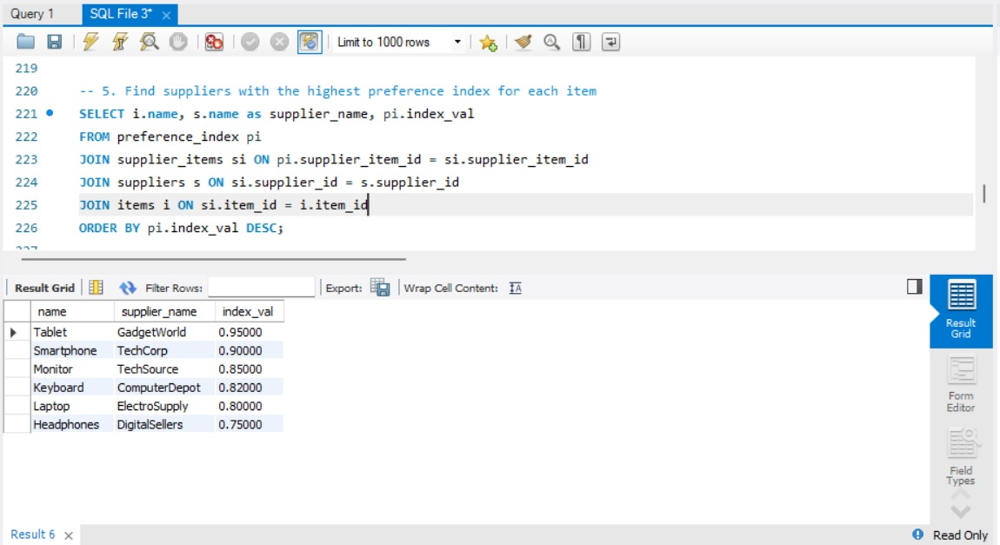 Query 1 SQL File 3*
Limit to 1000 rows
219
220 -- 5. Find suppliers with the highest preference index for each item
221 SELECT i.name, s.name as supplier_name, pi.index_val
222 FROM preference_index pi
223 JOIN supplier_items si ON pi.supplier_item_id = si.supplier_item_id
224 JOIN suppliers s ON si.supplier_id = s.supplier_id
225 JOIN items i ON si.item_id = i.item_id
226 ORDER BY pi.index_val DESC;
Result Grid Filter Rows: Export: Wrap Cell Content:
name supplier_name index_val
Tablet GadgetWorld 0.95000
Smartphone TechCorp 0.90000
Monitor TechSource 0.85000
Keyboard ComputerDepot 0.82000
Laptop ElectroSupply 0.80000
Headphones DigitalSellers 0.75000
Result
Grid
Form
Editor
Field
Types
Result 6 Read Only